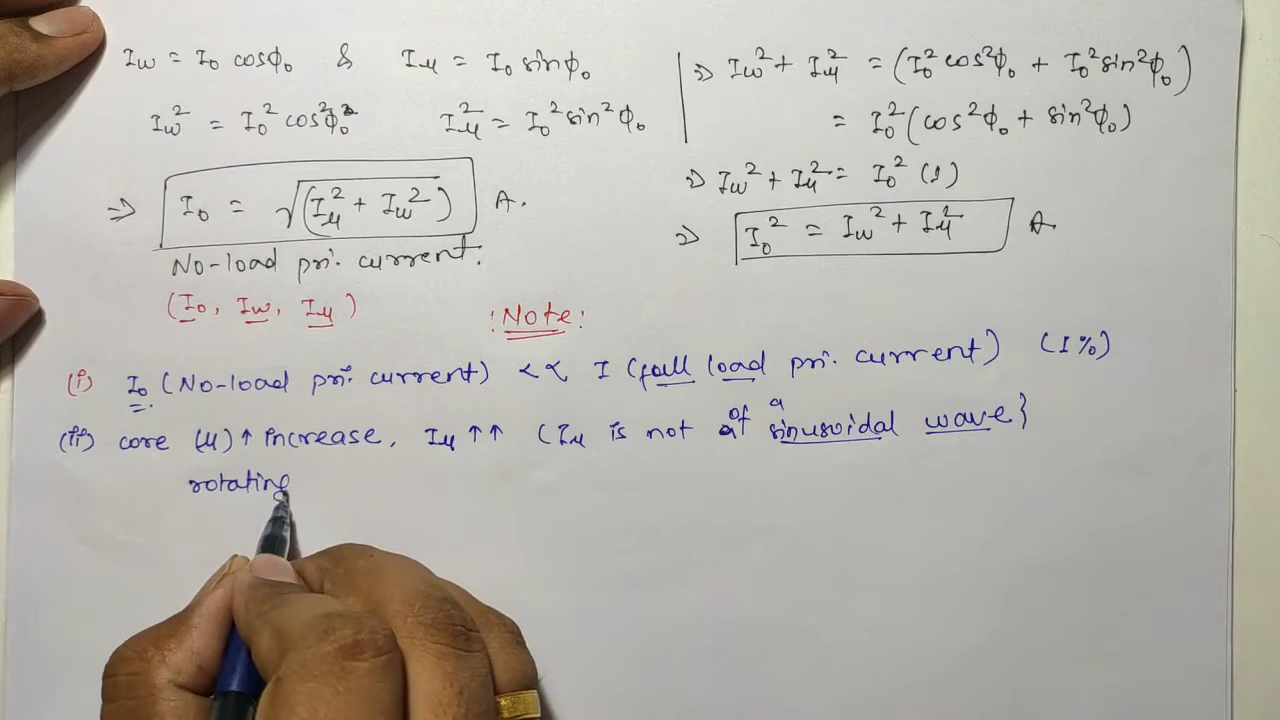 Iw = I₀ cosφ₀ & Iμ = I₀ sinφ₀
Iw² = I₀² cos²φ₀² Iμ² = I₀² sin²φ₀
⇒ I₀ = √(Iμ² + Iw²) A.
No-load pri. current.
(I₀, Iw, Iμ)
⇒ Iw² + Iμ² = (I₀² cos²φ₀ + I₀² sin²φ₀)
= I₀² (cos²φ₀ + sin²φ₀)
⇒ Iw² + Iμ² = I₀² (1)
⇒ I₀² = Iw² + Iμ² A
:Note:
(i) I₀ (No-load pri. current) << I (full load pri. current) (1%)
(ii) core (μ) ↑ increase, Iμ ↑↑ (Iμ is not of a sinusoidal wave}
rotating